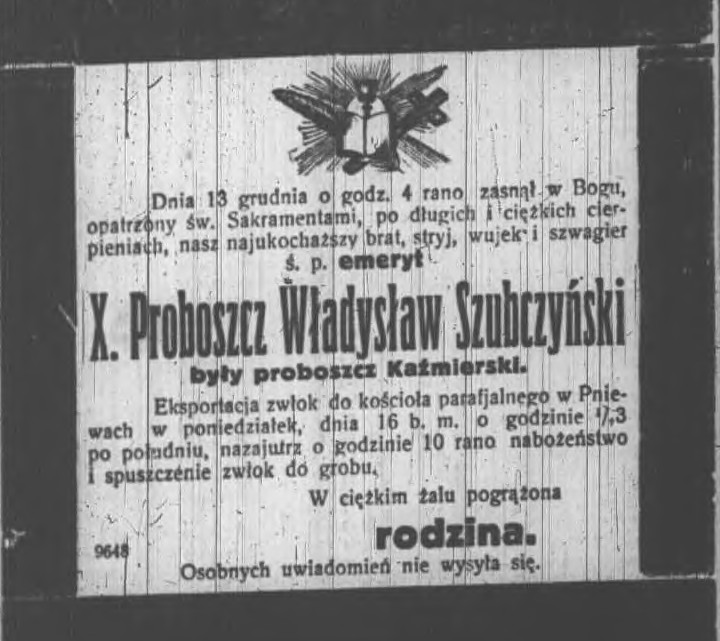 Dnia 13 grudnia o godz. 4 rano zasnął w Bogu,
opatrzony św. Sakramentami, po długich i ciężkich cier-
pieniach, nasz najukochaższy brat, stryj, wujek i szwagier
ś. p. emeryt
X. Proboszcz Władysław Szubczyński
były proboszcz Kaźmierski.
Eksportacja zwłok do kościoła parafjalnego w Pnie-
wach w poniedziałek, dnia 16 b. m. o godzinie
po południu, nazajutrz o godzinie 10 rano nabożeństwo
i spuszczenie zwłok do grobu,
W ciężkim żalu pogrążona
rodzina.
9648
Osobnych uwiadomień nie wysyła się.